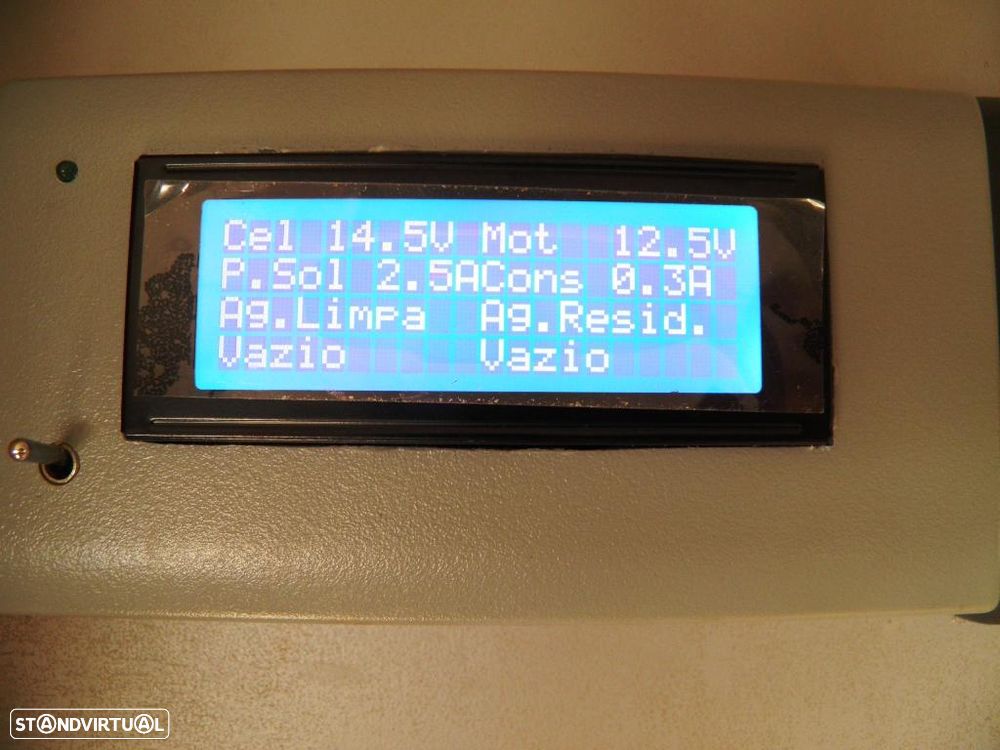 Cel 14.5V Mot 12.5V
P.Sol 2.5ACons 0.3A
Ag.Limpa Ag.Resid.
Vazio Vazio
STANDVIRTUAL